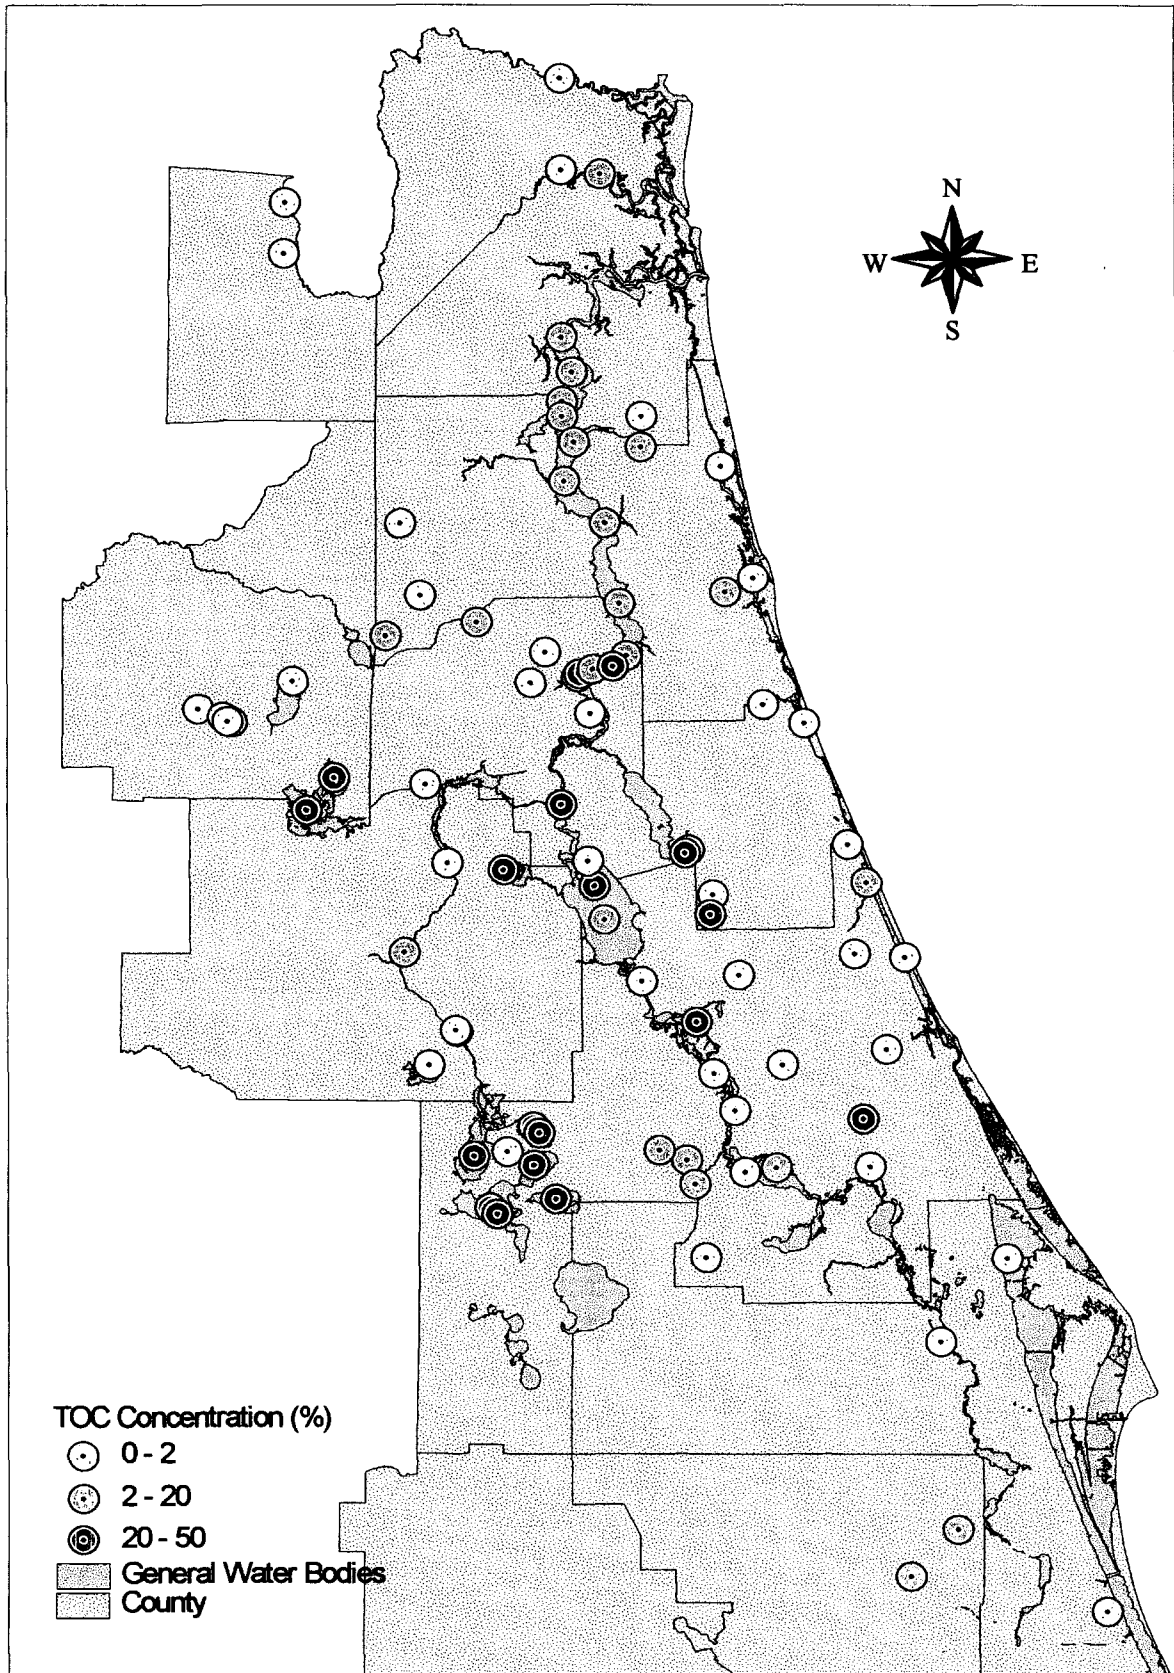 N
W E
S
TOC Concentration (%)
0 - 2
2 - 20
20 - 50
General Water Bodies
County